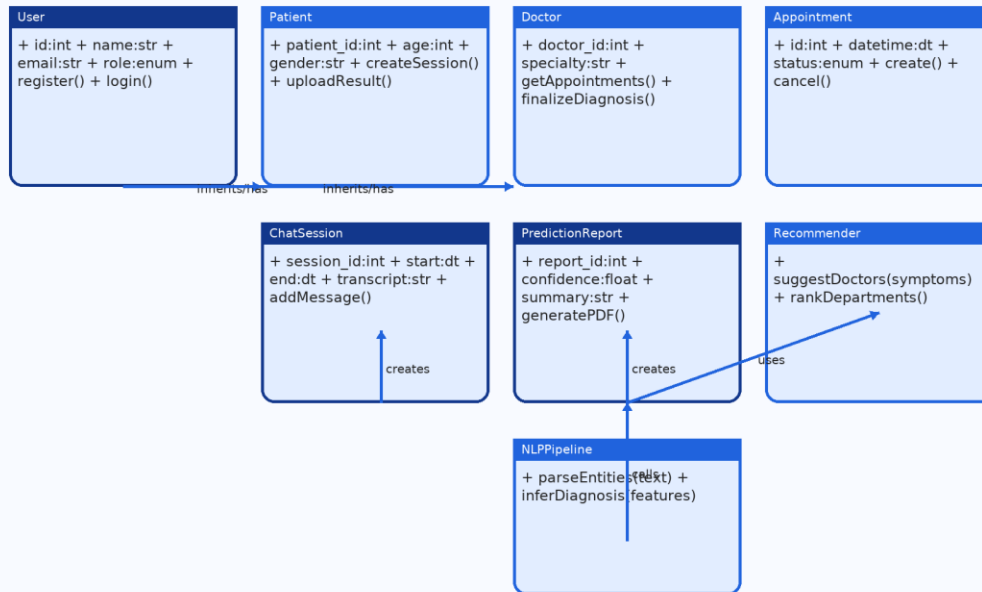 User
+ id:int + name:str +
email:str + role:enum +
register() + login()
Patient
+ patient_id:int + age:int +
gender:str + createSession()
+ uploadResult()
Doctor
+ doctor_id:int +
specialty:str +
getAppointments() +
finalizeDiagnosis()
Appointment
+ id:int + datetime:dt +
status:enum + create() +
cancel()
inherits/has
inherits/has
ChatSession
+ session_id:int + start:dt +
end:dt + transcript:str +
addMessage()
creates
PredictionReport
+ report_id:int +
confidence:float +
summary:str +
generatePDF()
creates
Recommender
+
suggestDoctors(symptoms)
+ rankDepartments()
uses
NLPPipeline
calls
+ parseEntities(text) +
inferDiagnosis(features)